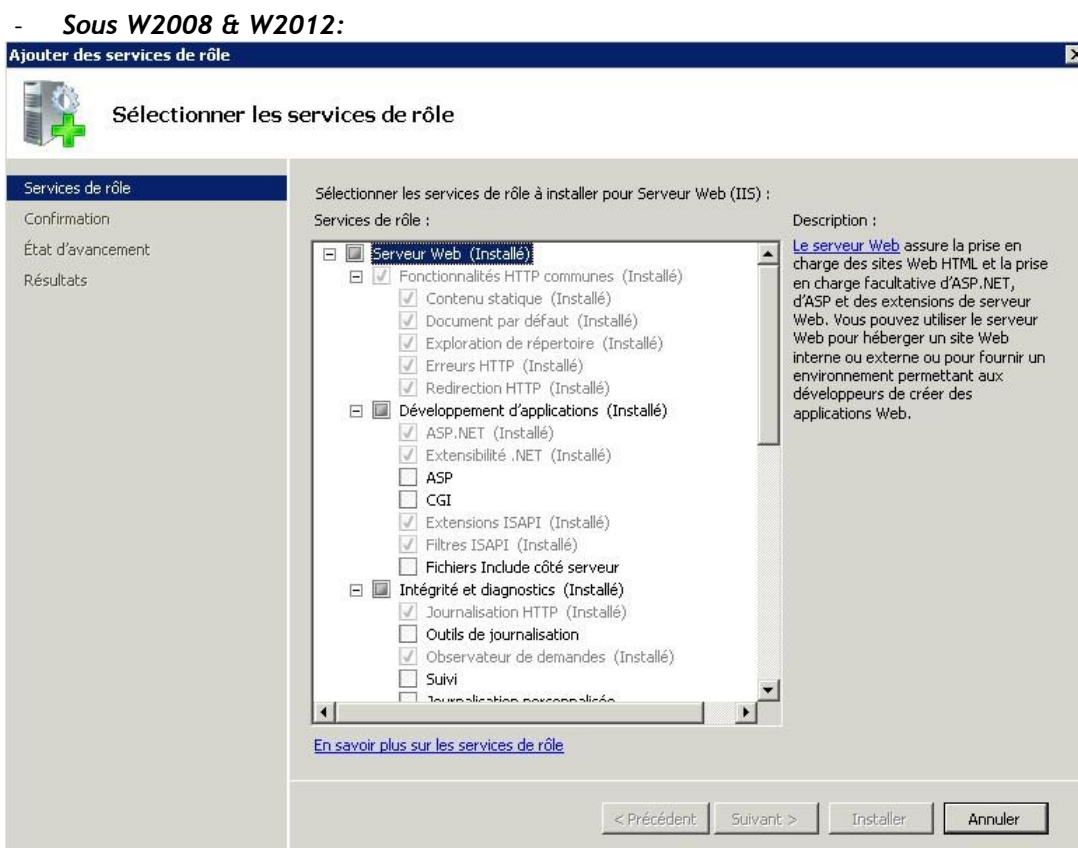 - Sous W2008 & W2012:
Ajouter des services de rôle
Sélectionner les services de rôle
Services de rôle
Confirmation
État d'avancement
Résultats
Sélectionner les services de rôle à installer pour Serveur Web (IIS) :
Services de rôle :
Serveur Web (Installé)
Fonctionnalités HTTP communes (Installé)
Contenu statique (Installé)
Document par défaut (Installé)
Exploration de répertoire (Installé)
Erreurs HTTP (Installé)
Redirection HTTP (Installé)
Développement d'applications (Installé)
ASP.NET (Installé)
Extensibilité .NET (Installé)
ASP
CGI
Extensions ISAPI (Installé)
Filtres ISAPI (Installé)
Fichiers Include côté serveur
Intégrité et diagnostics (Installé)
Journalisation HTTP (Installé)
Outils de journalisation
Observateur de demandes (Installé)
Suivi
Journalisation personnalisée
Description :
Le serveur Web assure la prise en
charge des sites Web HTML et la prise
en charge facultative d'ASP.NET,
d'ASP et des extensions de serveur
Web. Vous pouvez utiliser le serveur
Web pour héberger un site Web
interne ou externe ou pour fournir un
environnement permettant aux
développeurs de créer des
applications Web.
En savoir plus sur les services de rôle
< Précédent
Suivant >
Installer
Annuler